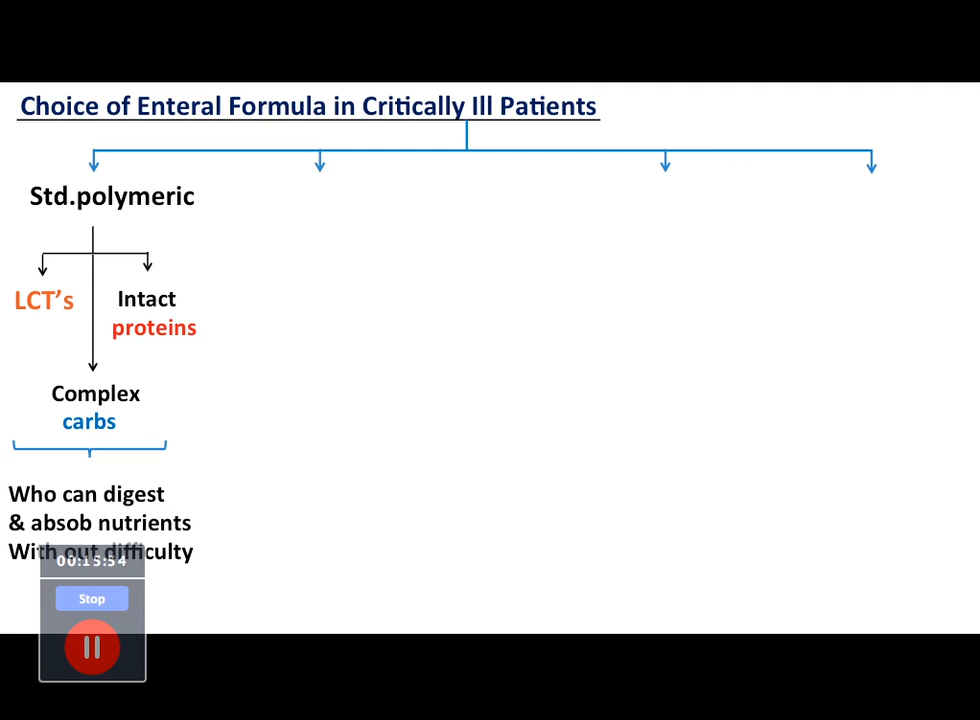 Choice of Enteral Formula in Critically Ill Patients
Std.polymeric
LCT's
Intact
proteins
Complex
carbs
Who can digest
& absob nutrients
With out difficulty
00:15:54
Stop